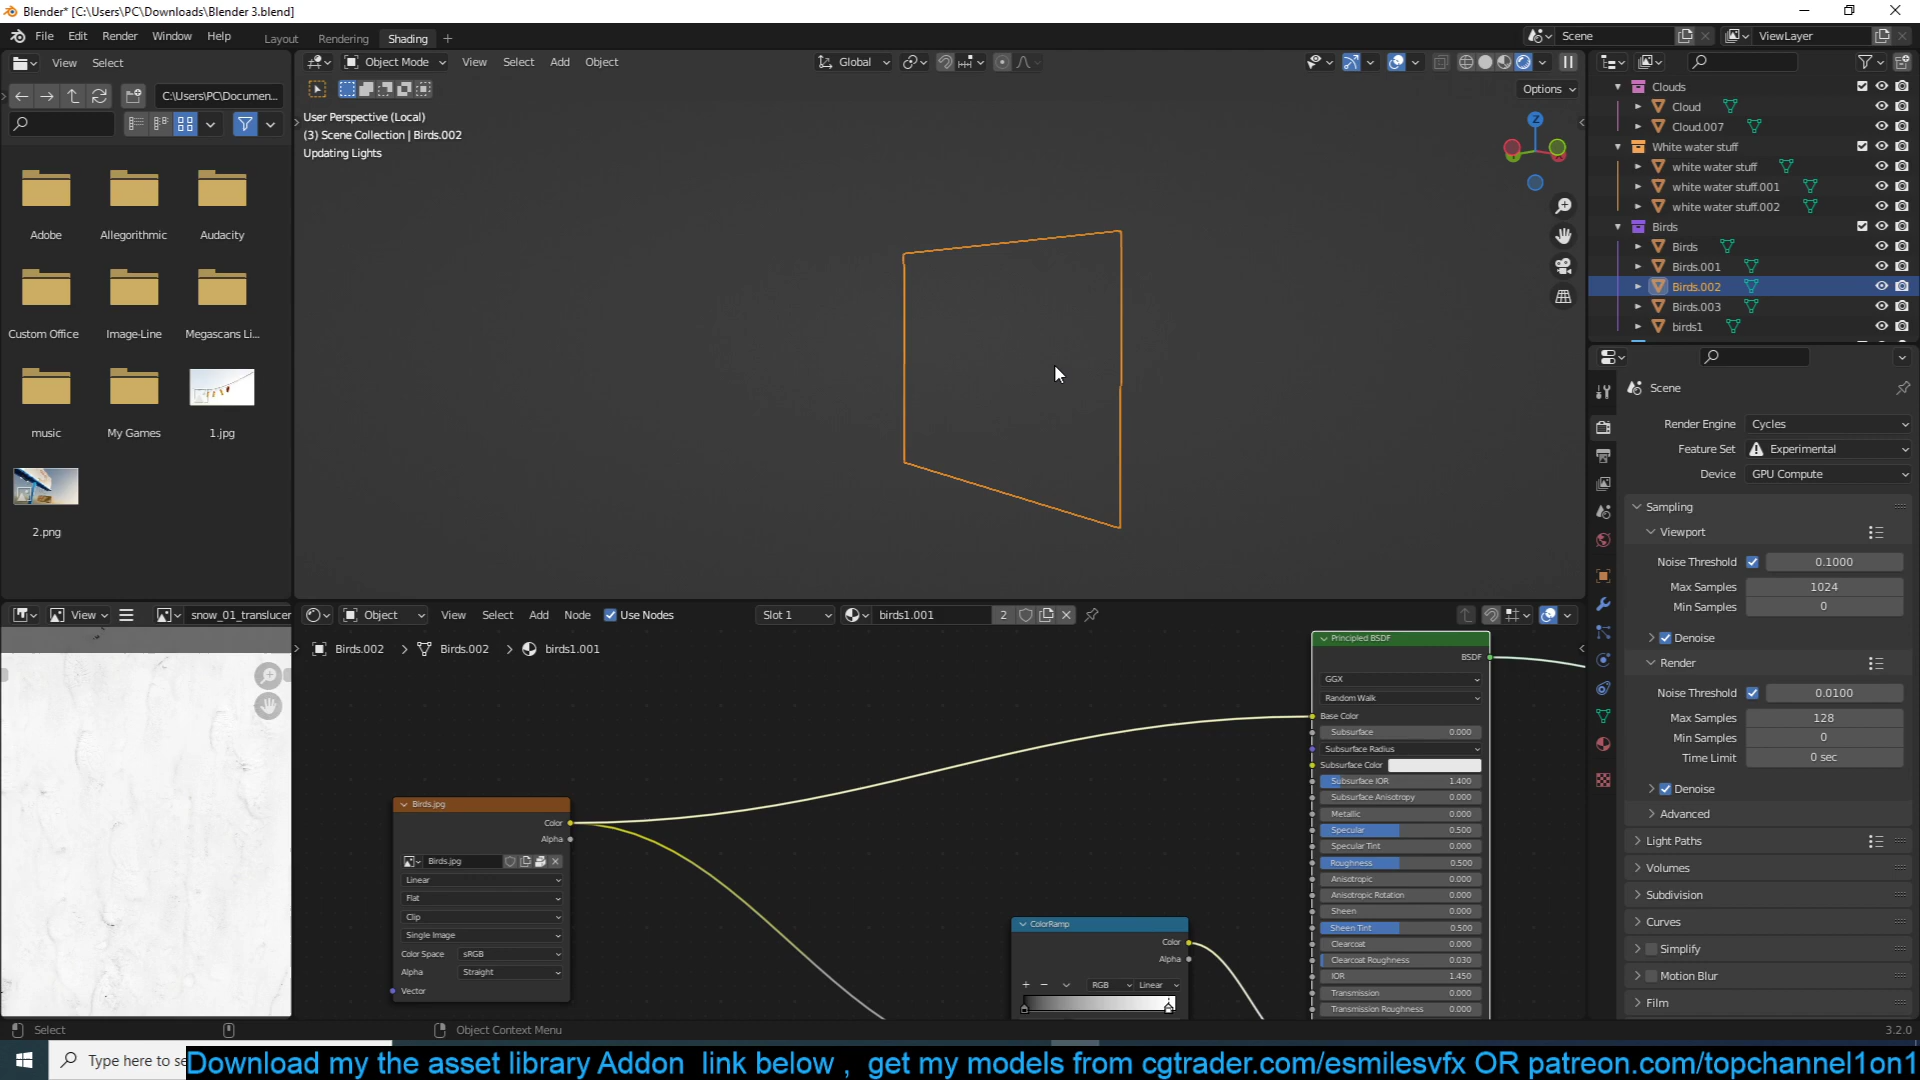 Blender* [C:\Users\PC\Downloads\Blender 3.blend]
File Edit Render Window Help
Layout Rendering Shading +
Scene
ViewLayer
View Select
Object Mode View Select Add Object
Global
C:\Users\PC\Documen...
Options
User Perspective (Local)
(3) Scene Collection | Birds.002
Updating Lights
Z
Adobe Allegorithmic Audacity
Custom Office Image-Line Megascans Li...
music My Games 1.jpg
2.png
Clouds
Cloud
Cloud.007
White water stuff
white water stuff
white water stuff.001
white water stuff.002
Birds
Birds
Birds.001
Birds.002
Birds.003
birds1
Scene
Render Engine Cycles
Feature Set Experimental
Device GPU Compute
Sampling
Viewport
Noise Threshold 0.1000
Max Samples 1024
Min Samples 0
Denoise
Render
Noise Threshold 0.0100
Max Samples 128
Min Samples 0
Time Limit 0 sec
Denoise
Advanced
Light Paths
Volumes
Subdivision
Curves
Simplify
Motion Blur
Film
View snow_01_translucer
Object View Select Add Node Use Nodes Slot 1 birds1.001 2
Birds.002 > Birds.002 > birds1.001
Birds.jpg
Color
Alpha
Birds.jpg
Linear
Flat
Clip
Single Image
Color Space sRGB
Alpha Straight
Vector
ColorRamp
Color
Alpha
+ − RGB Linear
Principled BSDF
BSDF
GGX
Random Walk
Base Color
Subsurface 0.000
Subsurface Radius
Subsurface Color
Subsurface IOR 1.400
Subsurface Anisotropy 0.000
Metallic 0.000
Specular 0.500
Specular Tint 0.000
Roughness 0.500
Anisotropic 0.000
Anisotropic Rotation 0.000
Sheen 0.000
Sheen Tint 0.500
Clearcoat 0.000
Clearcoat Roughness 0.030
IOR 1.450
Transmission 0.000
Transmission Roughness 0.000
Select
Object Context Menu
3.2.0
Type here to se
Download my the asset library Addon link below , get my models from cgtrader.com/esmilesvfx OR patreon.com/topchannel1on1